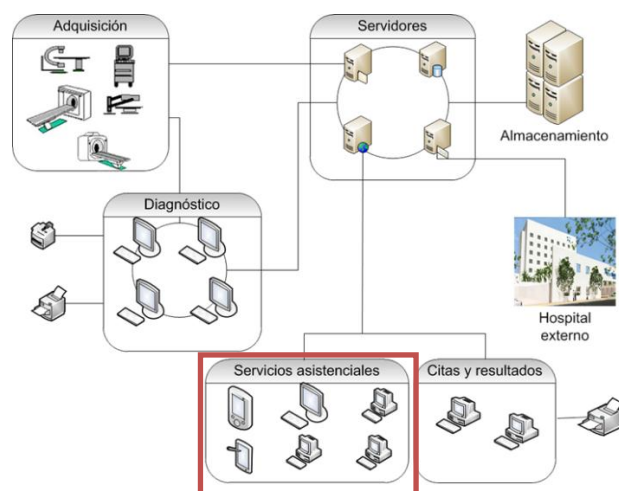 Adquisición
Servidores
Almacenamiento
Diagnóstico
Hospital
externo
Servicios asistenciales
Citas y resultados